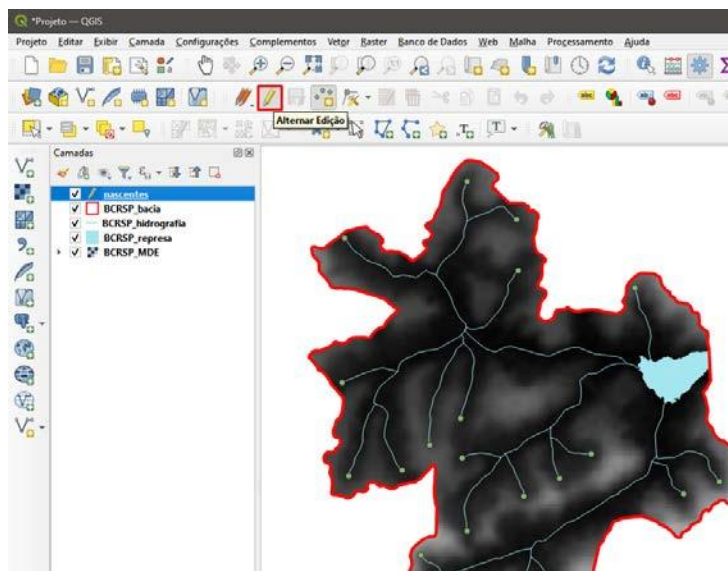 *Projeto — QGIS
Projeto Editar Exibir Camada Configurações Complementos Vetor Raster Banco de Dados Web Malha Processamento Ajuda
Alternar Edição
Camadas
nascentes
BCRSP_bacia
BCRSP_hidrografia
BCRSP_represa
BCRSP_MDE